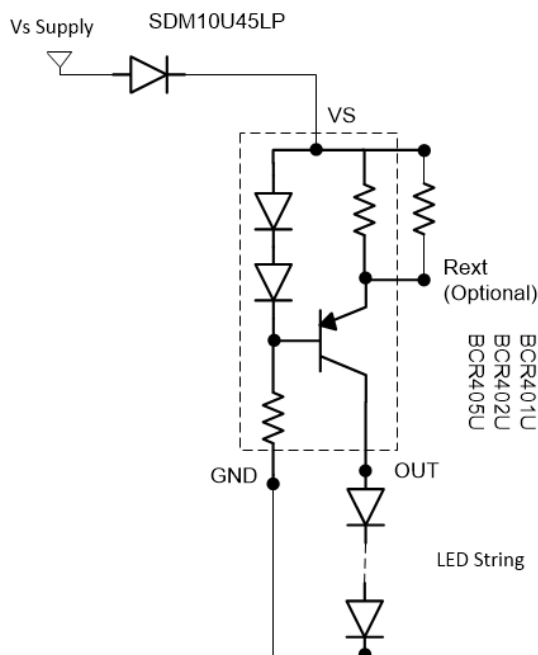 Vs Supply
SDM10U45LP
VS
Rext
(Optional)
BCR401U
BCR402U
BCR405U
GND
OUT
LED String